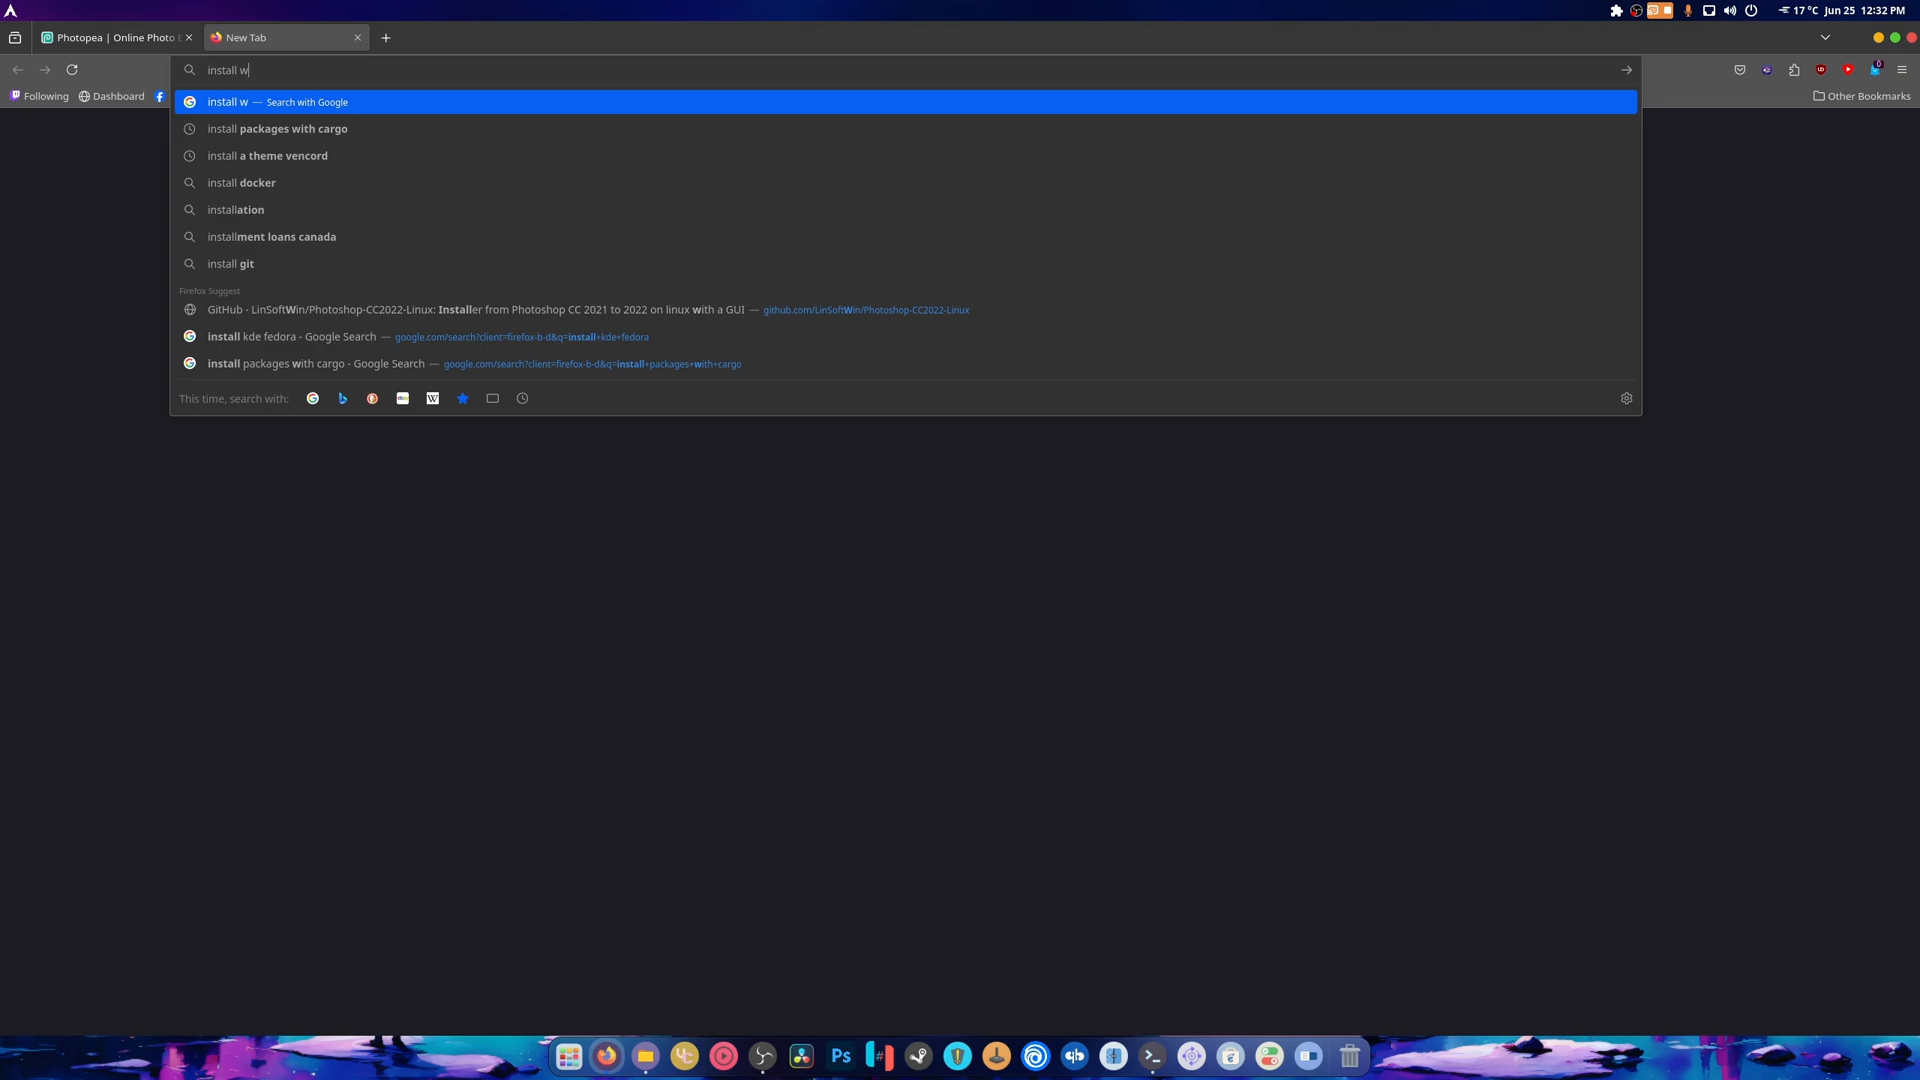 17 °C Jun 25 12:32 PM
Photopea | Online Photo E
New Tab
install w
0
Following
Dashboard
Other Bookmarks
install w — Search with Google
install packages with cargo
install a theme vencord
install docker
installation
installment loans canada
install git
Firefox Suggest
GitHub - LinSoftWin/Photoshop-CC2022-Linux: Installer from Photoshop CC 2021 to 2022 on linux with a GUI — github.com/LinSoftWin/Photoshop-CC2022-Linux
install kde fedora - Google Search — google.com/search?client=firefox-b-d&q=install+kde+fedora
install packages with cargo - Google Search — google.com/search?client=firefox-b-d&q=install+packages+with+cargo
This time, search with:
W
Ps
qb